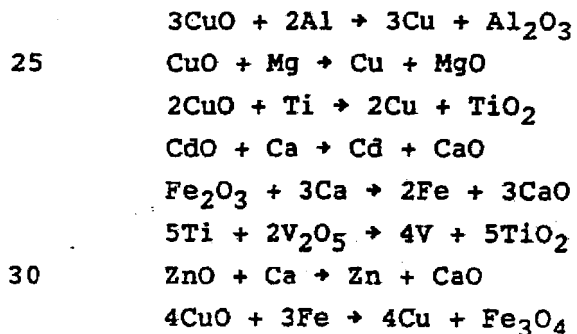 3CuO + 2Al → 3Cu + Al₂O₃
25 CuO + Mg → Cu + MgO
2CuO + Ti → 2Cu + TiO₂
CdO + Ca → Cd + CaO
Fe₂O₃ + 3Ca → 2Fe + 3CaO
5Ti + 2V₂O₅ → 4V + 5TiO₂
30 ZnO + Ca → Zn + CaO
4CuO + 3Fe → 4Cu + Fe₃O₄